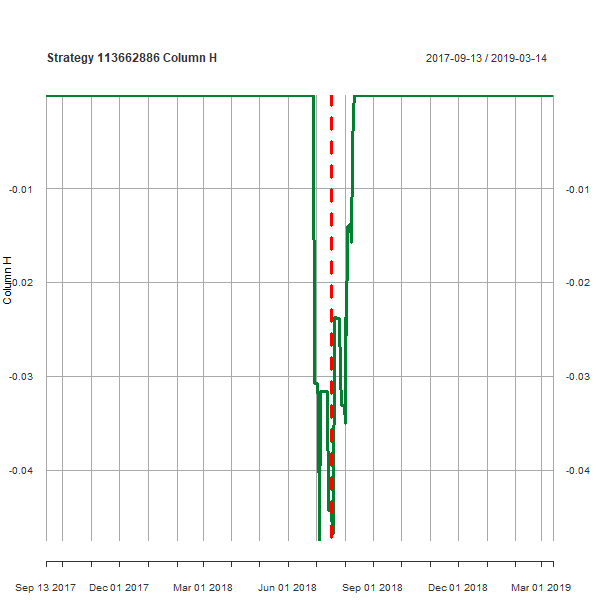 Strategy 113662886 Column H
2017-09-13 / 2019-03-14
-0.01
-0.02
-0.03
-0.04
Column H
-0.01
-0.02
-0.03
-0.04
Sep 13 2017
Dec 01 2017
Mar 01 2018
Jun 01 2018
Sep 01 2018
Dec 01 2018
Mar 01 2019